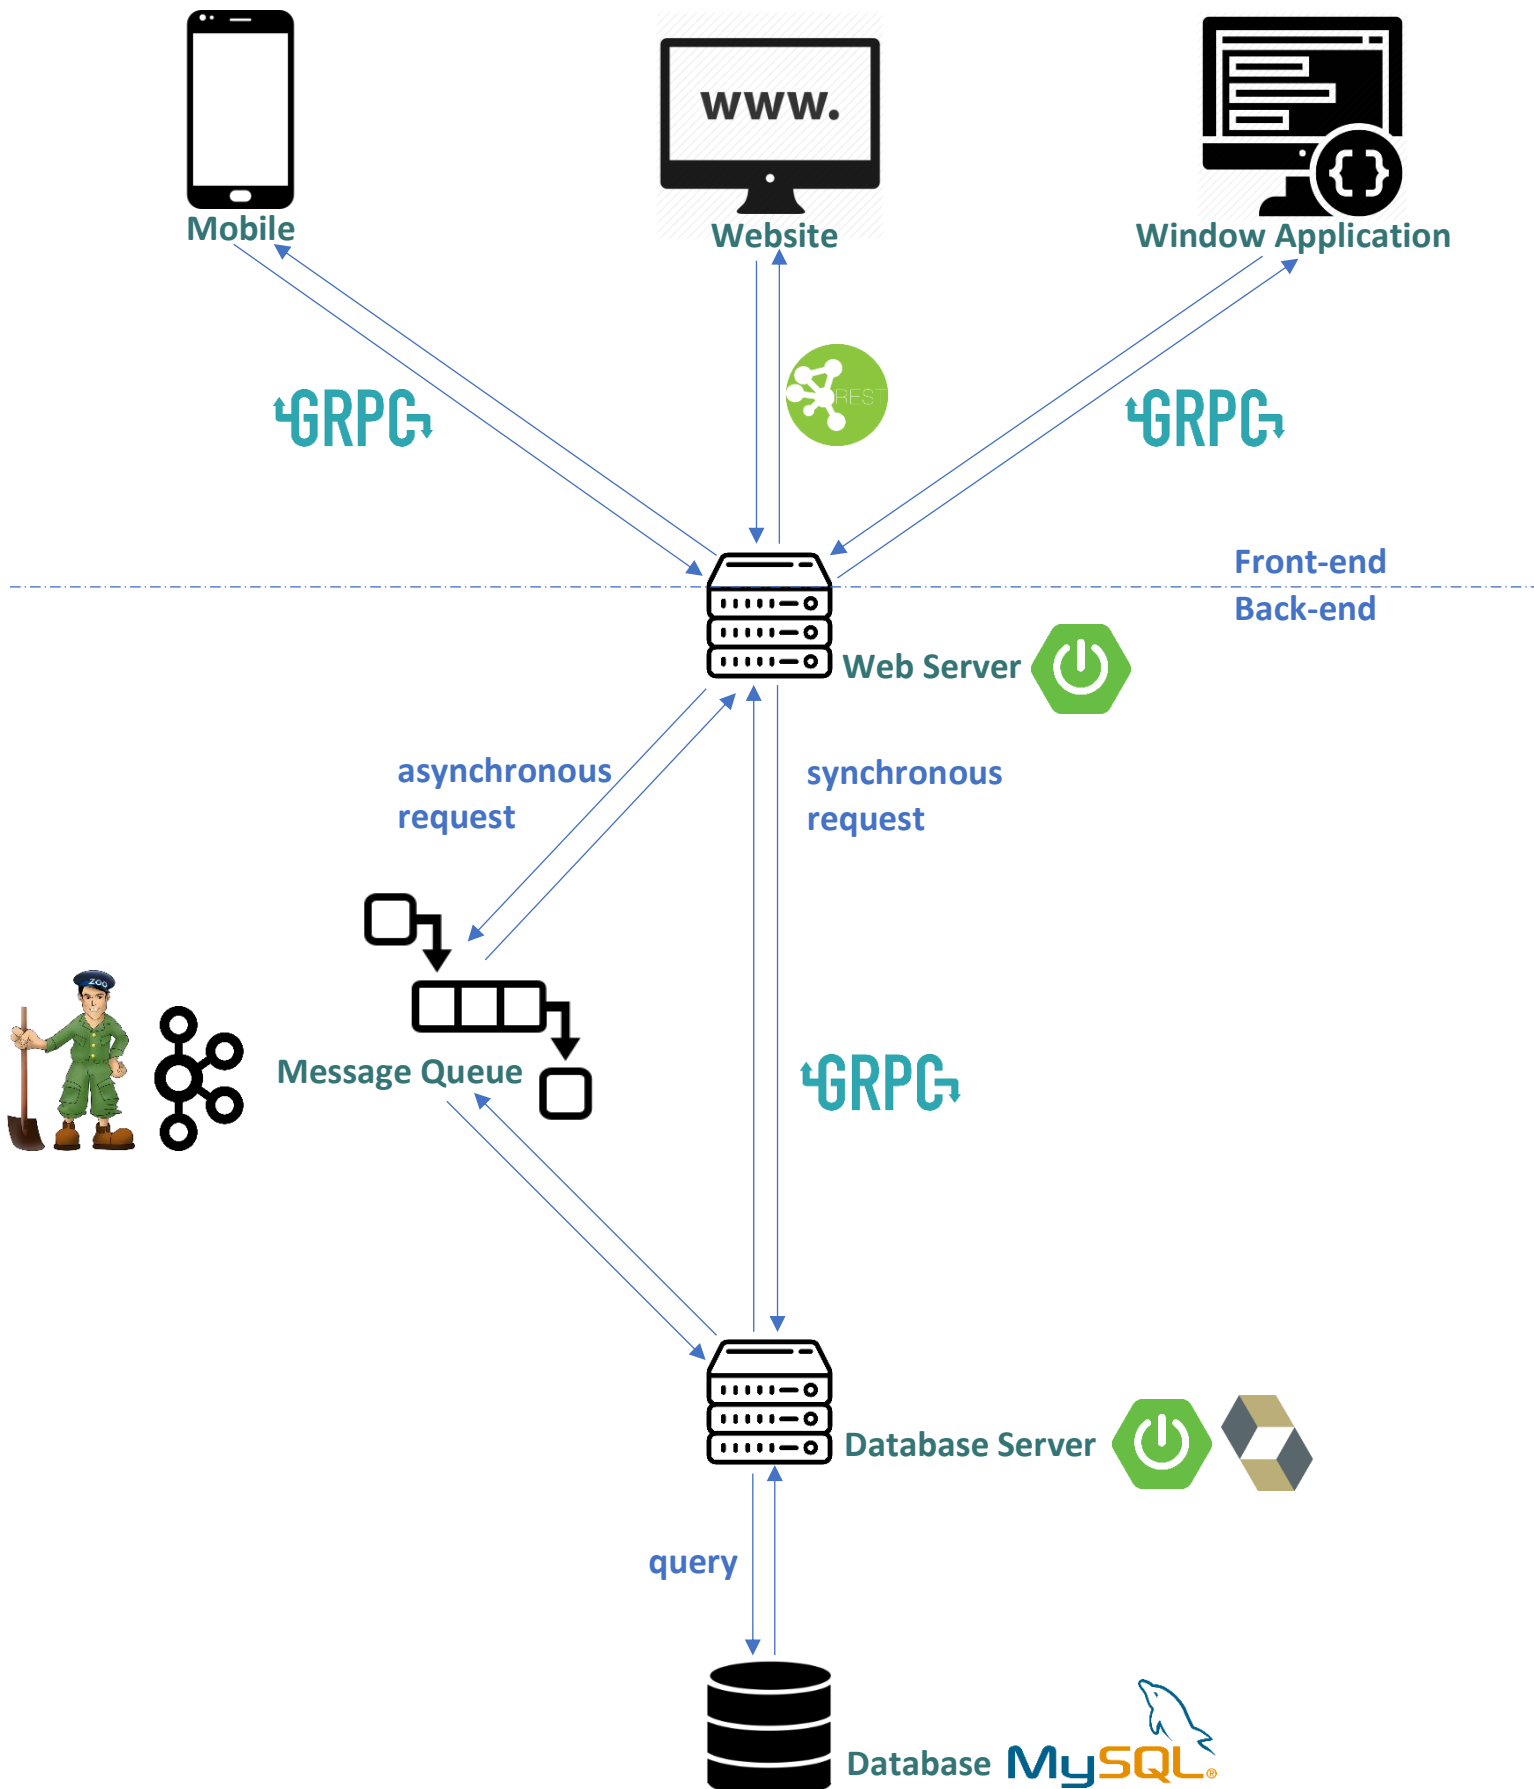 www.
Mobile
Website
Window Application
GRPC
REST
GRPC
Front-end
Back-end
Web Server
asynchronous
request
synchronous
request
ZOO
Message Queue
GRPC
Database Server
query
Database
MySQL®